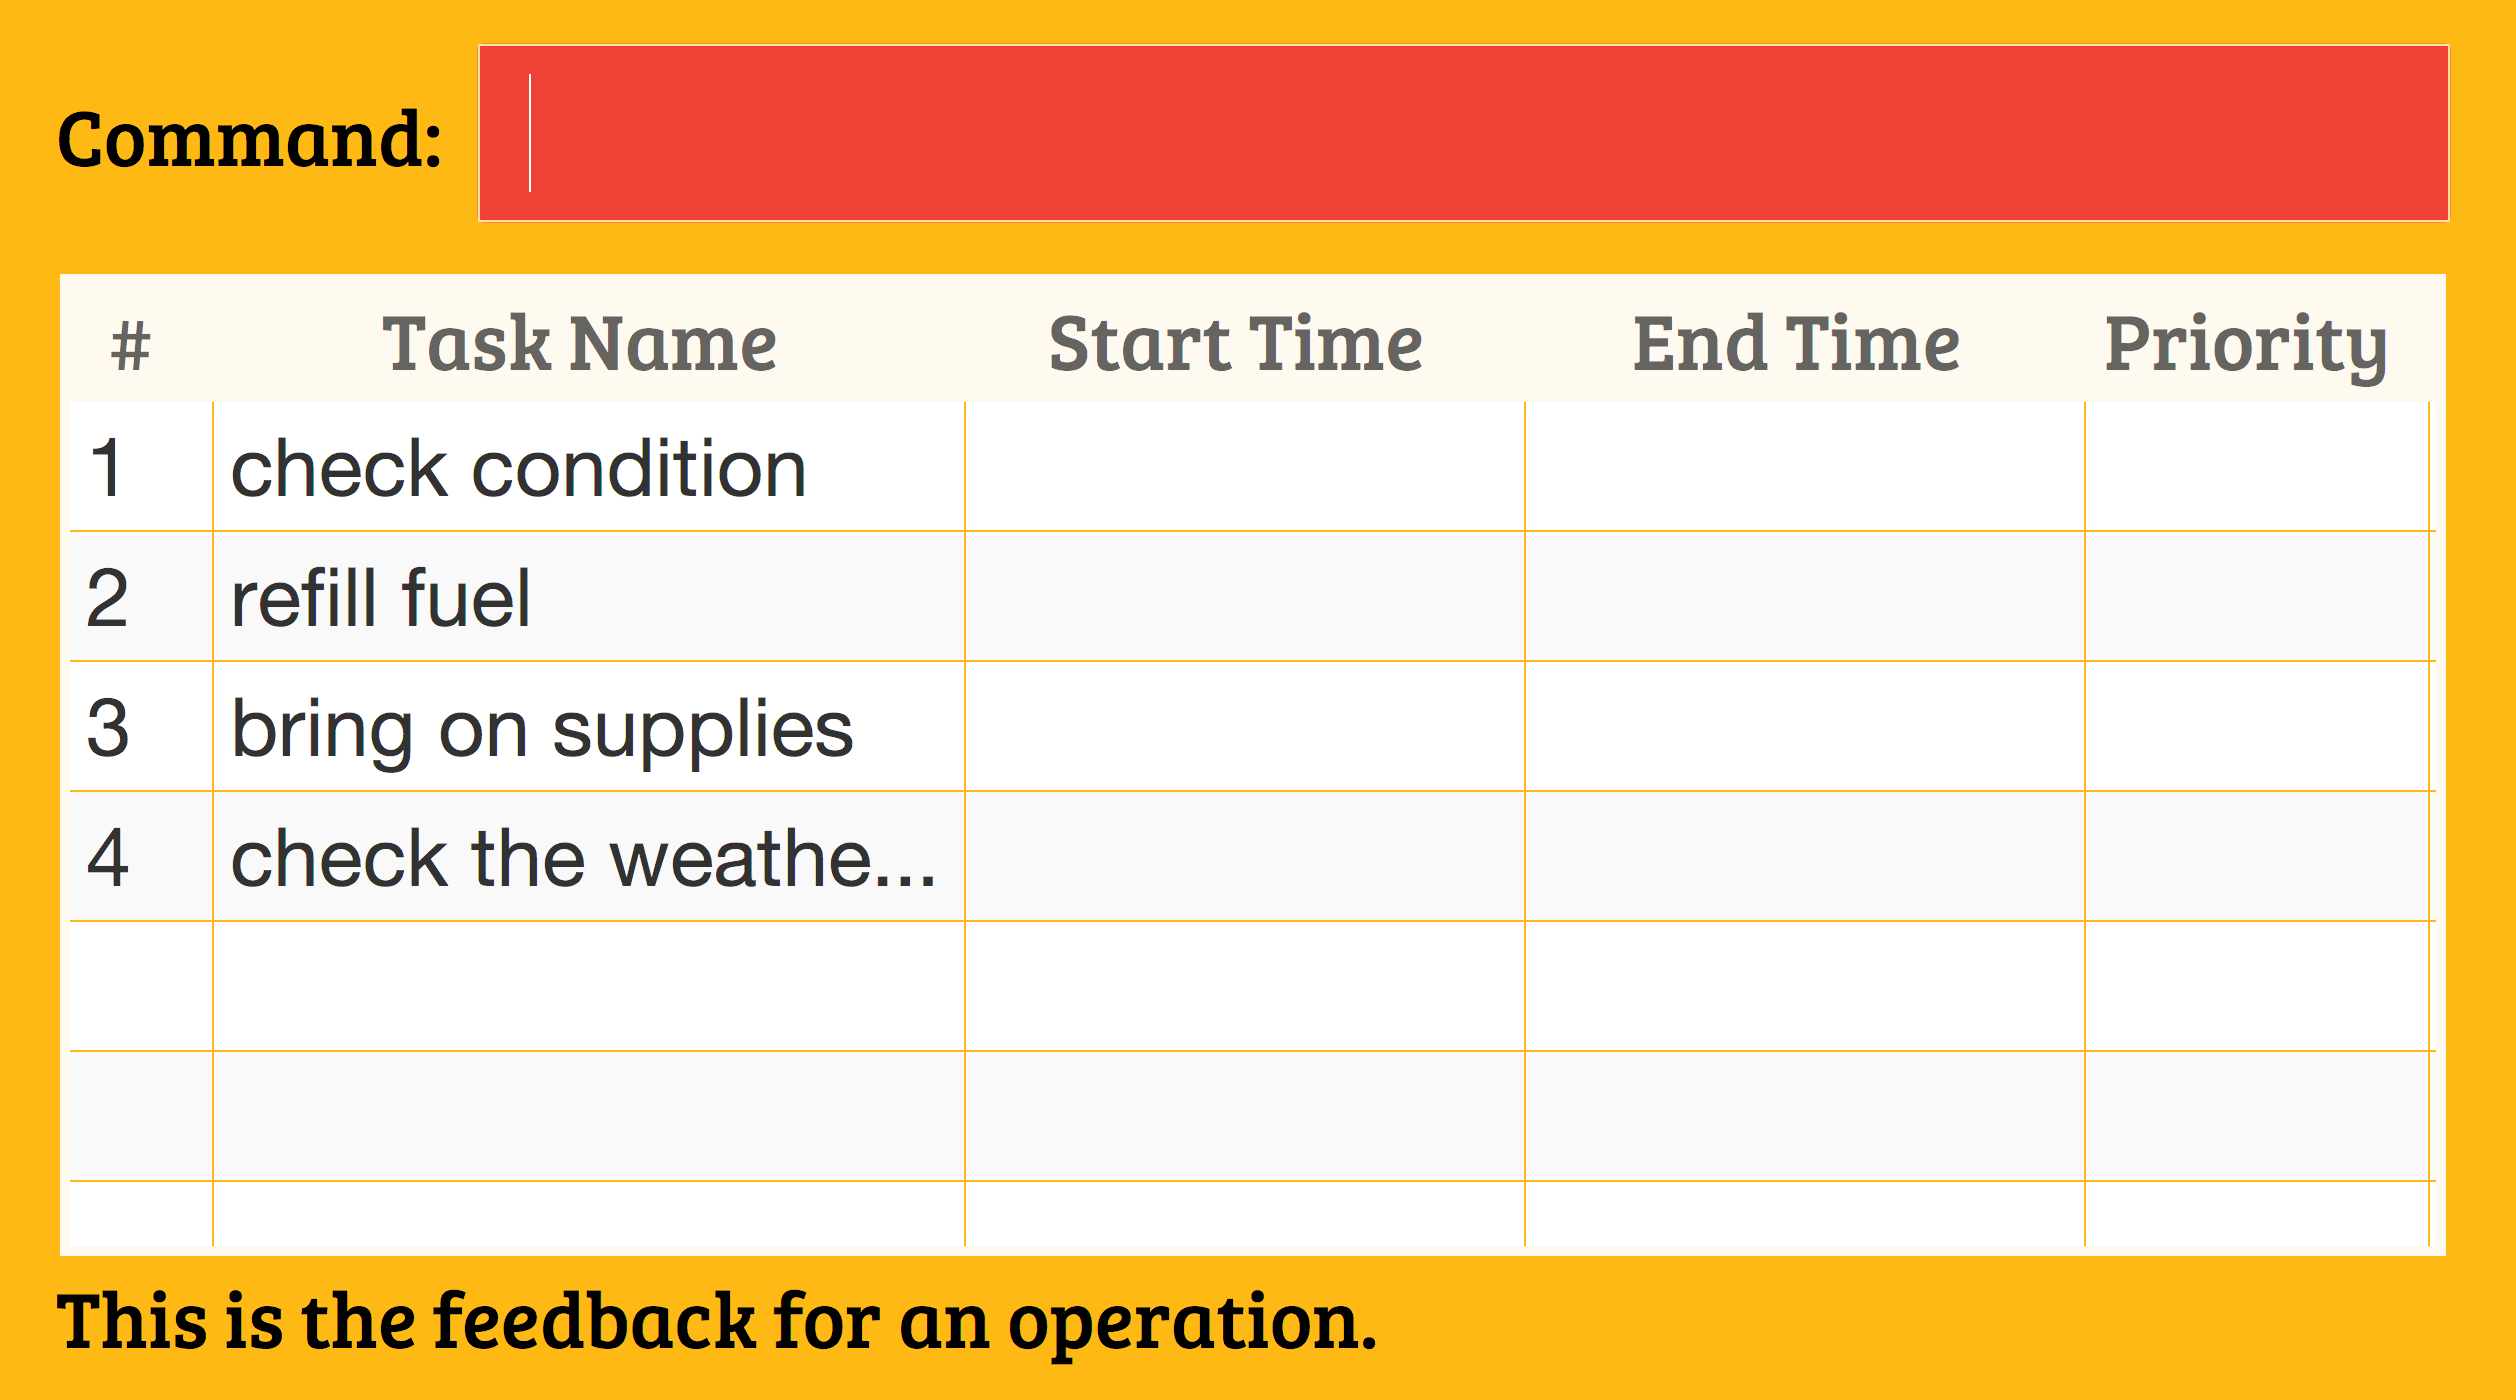 Command:
# Task Name Start Time End Time Priority
1 check condition
2 refill fuel
3 bring on supplies
4 check the weathe...
This is the feedback for an operation.